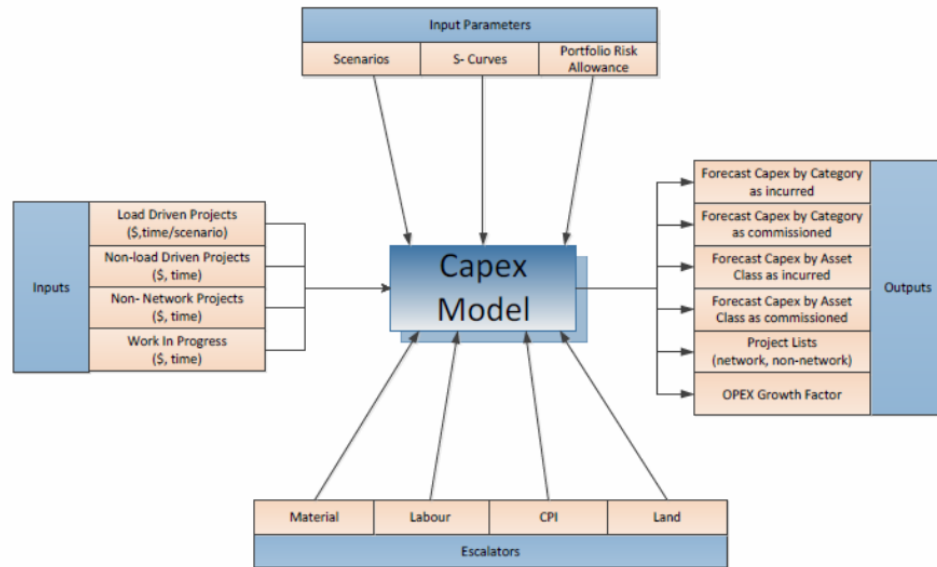 Input Parameters
Scenarios
S- Curves
Portfolio Risk
Allowance
Inputs
Load Driven Projects
($,time/scenario)
Non-load Driven Projects
($, time)
Non- Network Projects
($, time)
Work In Progress
($, time)
Capex
Model
Forecast Capex by Category
as incurred
Forecast Capex by Category
as commissioned
Forecast Capex by Asset
Class as incurred
Forecast Capex by Asset
Class as commissioned
Project Lists
(network, non-network)
OPEX Growth Factor
Outputs
Material
Labour
CPI
Land
Escalators